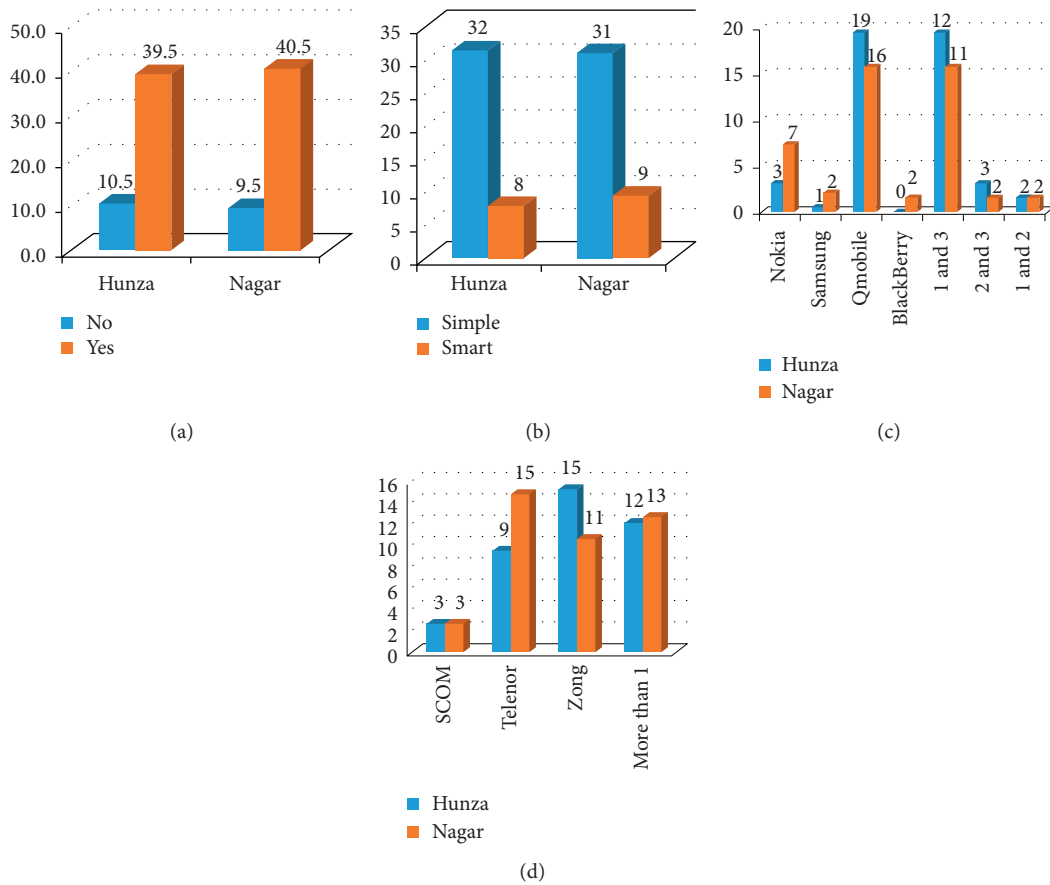 50.0
40.0
30.0
20.0
10.0
0.0
10.5
39.5
9.5
40.5
Hunza
Nagar
No
Yes
(a)
35
30
25
20
15
10
5
0
32
8
31
9
Hunza
Nagar
Simple
Smart
(b)
20
15
10
5
0
3
7
1
2
19
16
0
2
12
11
3
2
2
2
Nokia
Samsung
Qmobile
BlackBerry
1 and 3
2 and 3
1 and 2
Hunza
Nagar
(c)
16
14
12
10
8
6
4
2
0
3
3
9
15
15
11
12
13
SCOM
Telenor
Zong
More than 1
Hunza
Nagar
(d)